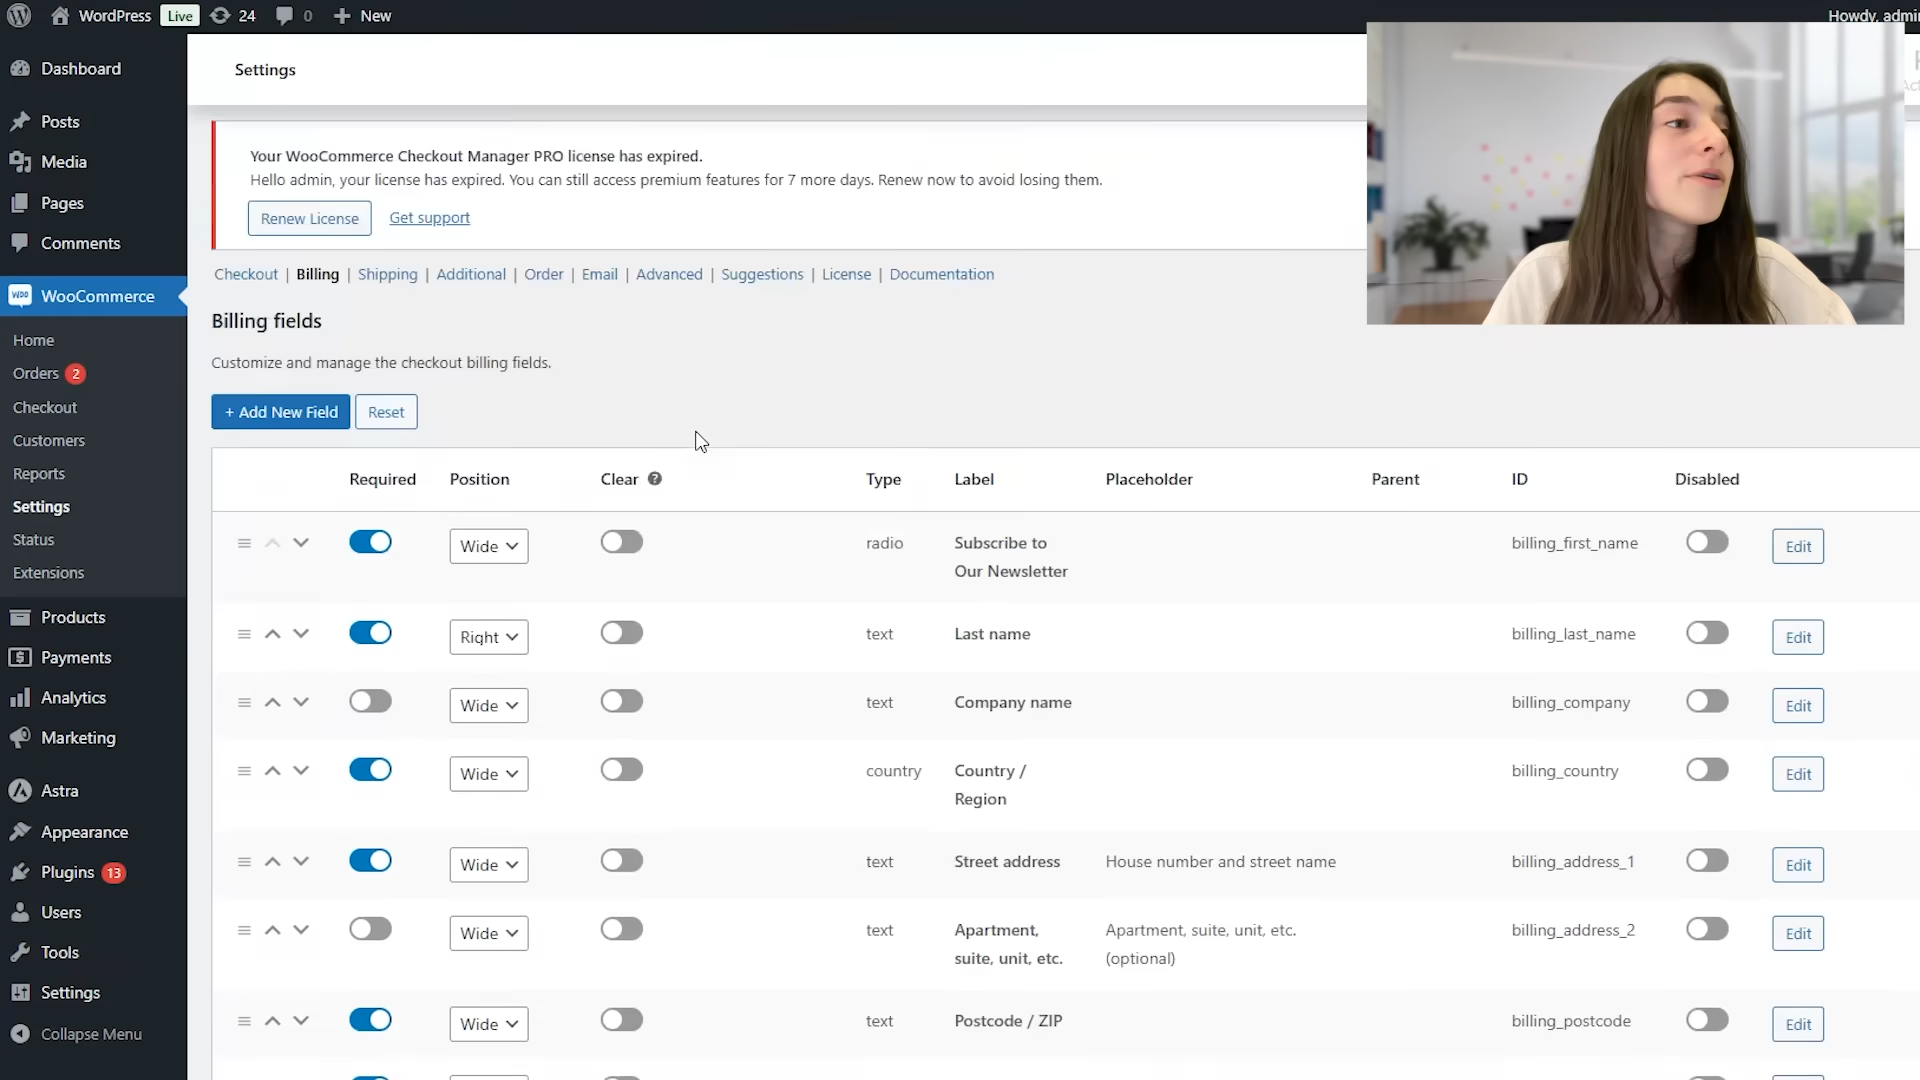 WordPress Live 24 0 New
Howdy, admin
Dashboard
Posts
Media
Pages
Comments
WooCommerce
Home
Orders 2
Checkout
Customers
Reports
Settings
Status
Extensions
Products
Payments
Analytics
Marketing
Astra
Appearance
Plugins 13
Users
Tools
Settings
Collapse Menu
Settings
Your WooCommerce Checkout Manager PRO license has expired.
Hello admin, your license has expired. You can still access premium features for 7 more days. Renew now to avoid losing them.
Renew License Get support
Checkout | Billing | Shipping | Additional | Order | Email | Advanced | Suggestions | License | Documentation
Billing fields
Customize and manage the checkout billing fields.
+ Add New Field Reset
Required Position Clear ? Type Label Placeholder Parent ID Disabled
Wide radio Subscribe to billing_first_name Edit
Our Newsletter
Right text Last name billing_last_name Edit
Wide text Company name billing_company Edit
Wide country Country / billing_country Edit
Region
Wide text Street address House number and street name billing_address_1 Edit
Wide text Apartment, Apartment, suite, unit, etc. billing_address_2 Edit
suite, unit, etc. (optional)
Wide text Postcode / ZIP billing_postcode Edit